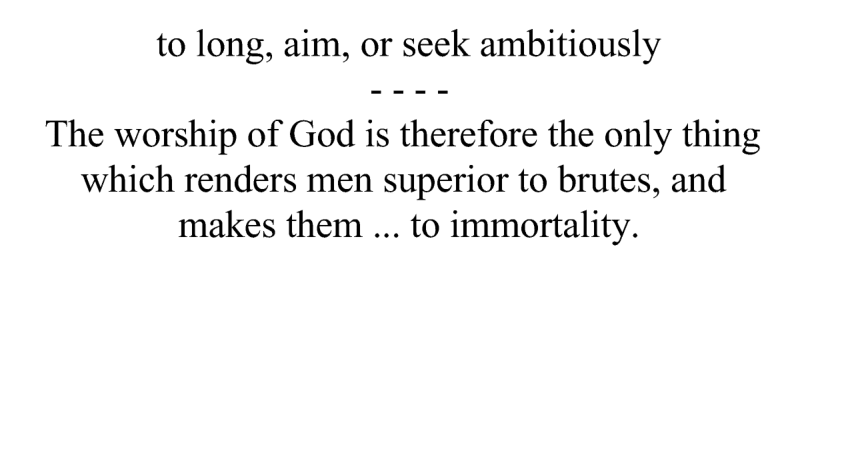 to long, aim, or seek ambitiously
- - - -
The worship of God is therefore the only thing
which renders men superior to brutes, and
makes them ... to immortality.